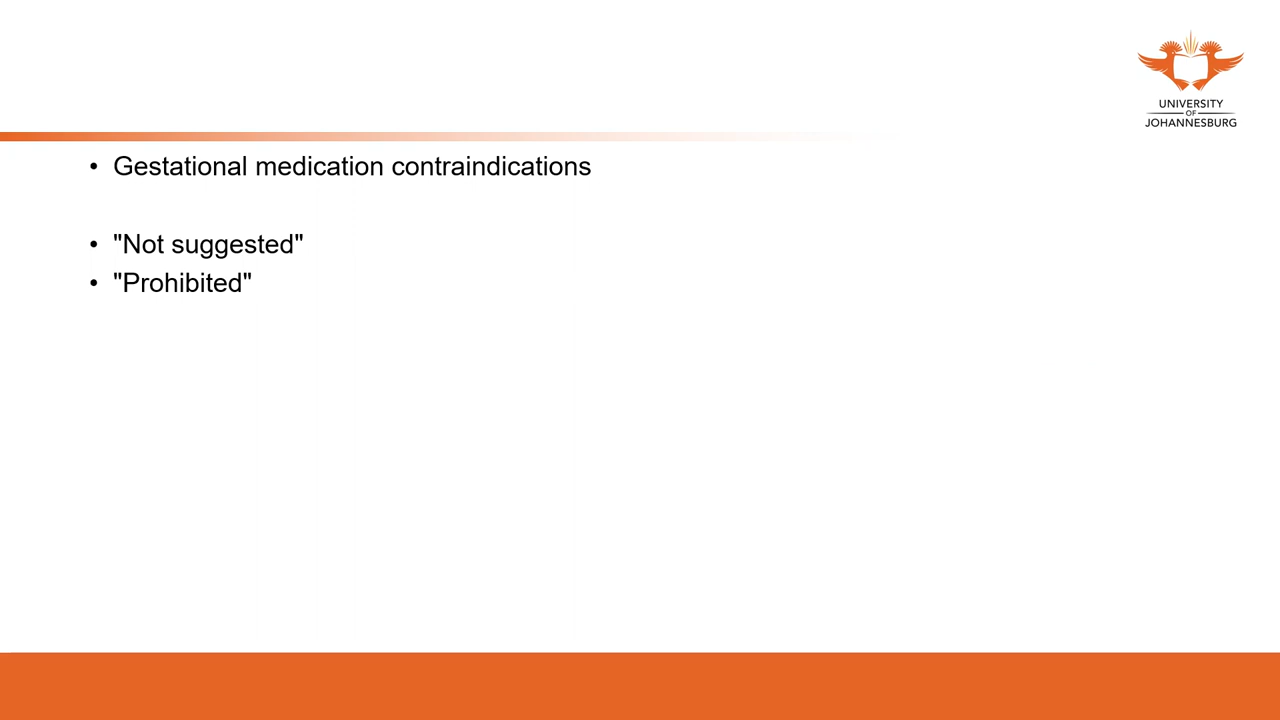 UNIVERSITY
OF
JOHANNESBURG
• Gestational medication contraindications
• "Not suggested"
• "Prohibited"